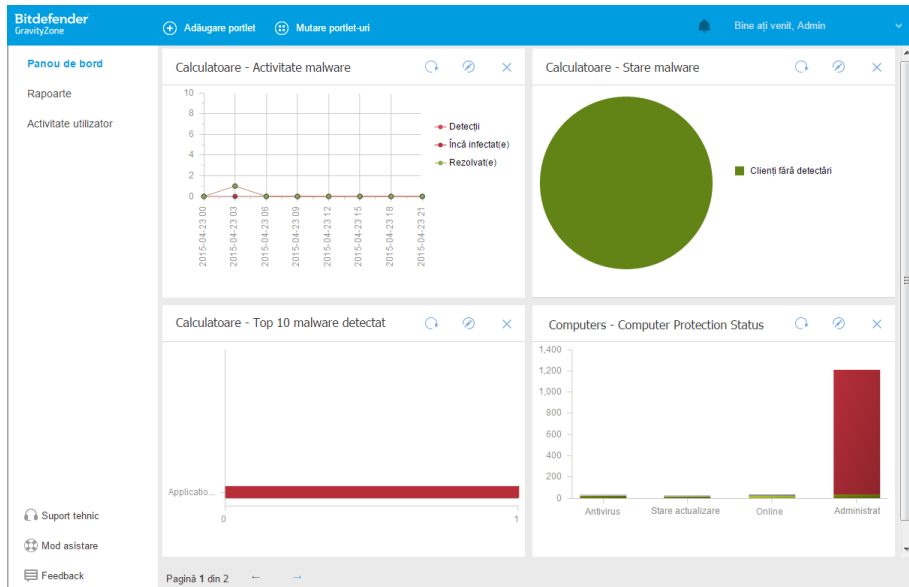 Bitdefender
GravityZone
Adăugare portlet
Mutare portlet-uri
Bine ați venit, Admin
Panou de bord
Rapoarte
Activitate utilizator
Calculatoare - Activitate malware
10
8
6
4
2
0
2015-04-23 00
2015-04-23 03
2015-04-23 06
2015-04-23 09
2015-04-23 12
2015-04-23 15
2015-04-23 18
2015-04-23 21
Detecții
Încă infectat(e)
Rezolvat(e)
Calculatoare - Stare malware
Clienți fără detectări
Calculatoare - Top 10 malware detectat
Applicatio...
0
1
Computers - Computer Protection Status
1,400
1,200
1,000
800
600
400
200
0
Antivirus
Stare actualizare
Online
Administrat
Suport tehnic
Mod asistare
Feedback
Pagină 1 din 2